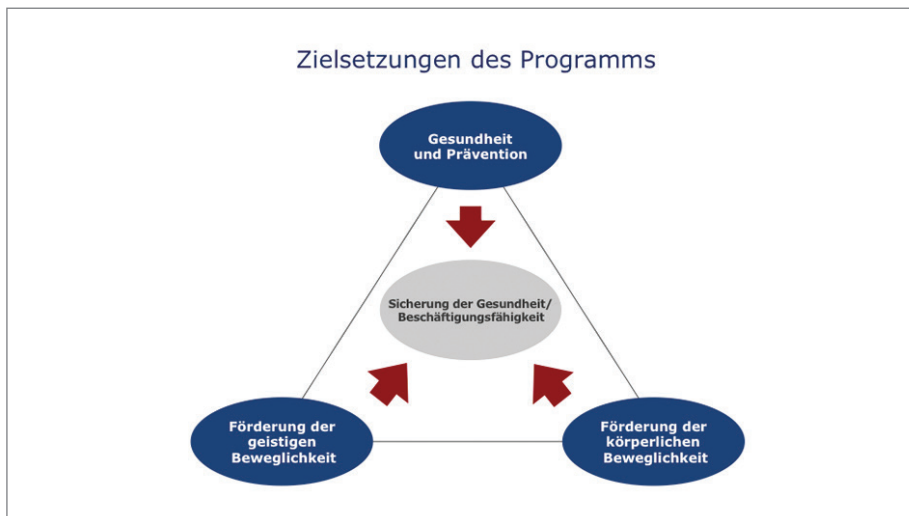 Zielsetzungen des Programms
Gesundheit
und Prävention
Sicherung der Gesundheit/
Beschäftigungsfähigkeit
Förderung der
geistigen
Beweglichkeit
Förderung der
körperlichen
Beweglichkeit